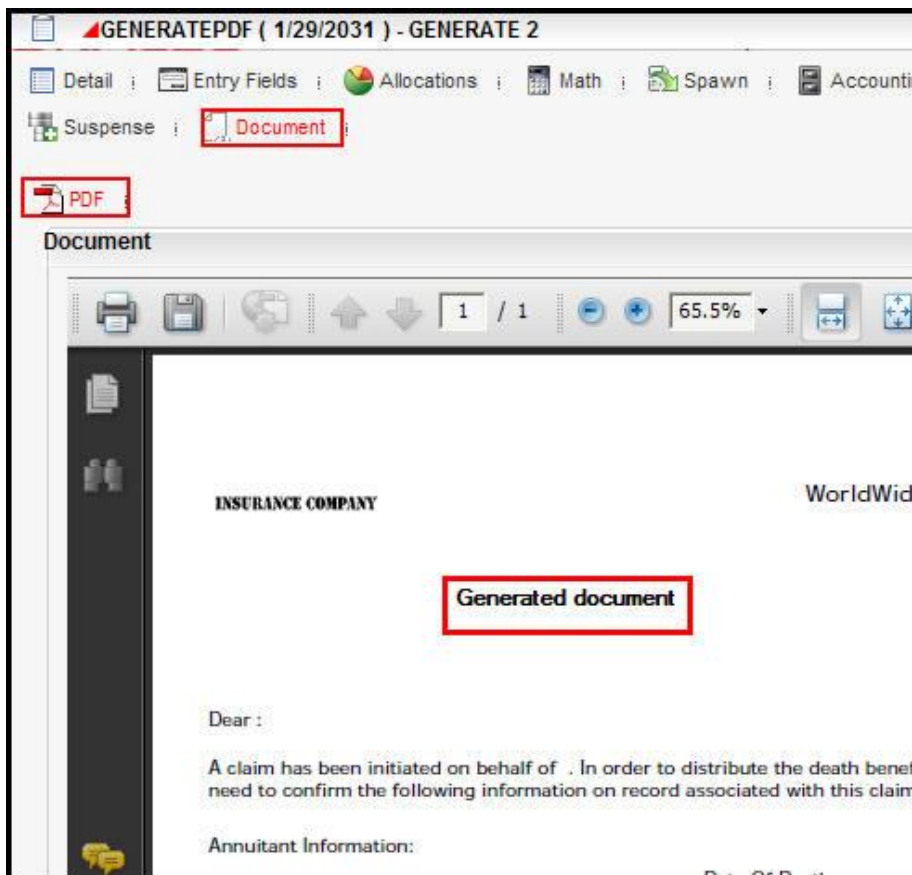 GENERATEPDF ( 1/29/2031 ) - GENERATE 2
Detail Entry Fields Allocations Math Spawn Accounti
Suspense Document
PDF
Document
1 / 1 65.5%
INSURANCE COMPANY WorldWid
Generated document
Dear :
A claim has been initiated on behalf of . In order to distribute the death benef
need to confirm the following information on record associated with this claim
Annuitant Information: